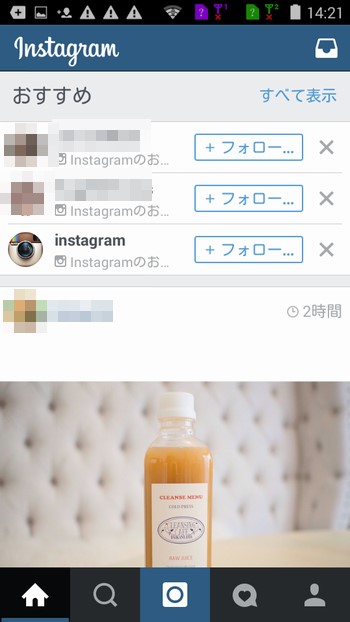 14:21
Instagram
おすすめ
すべて表示
+ フォロー...
Instagramのお...
+ フォロー...
Instagramのお...
instagram
+ フォロー...
Instagramのお...
2時間
CLEANSE MENU
COLD PRESS